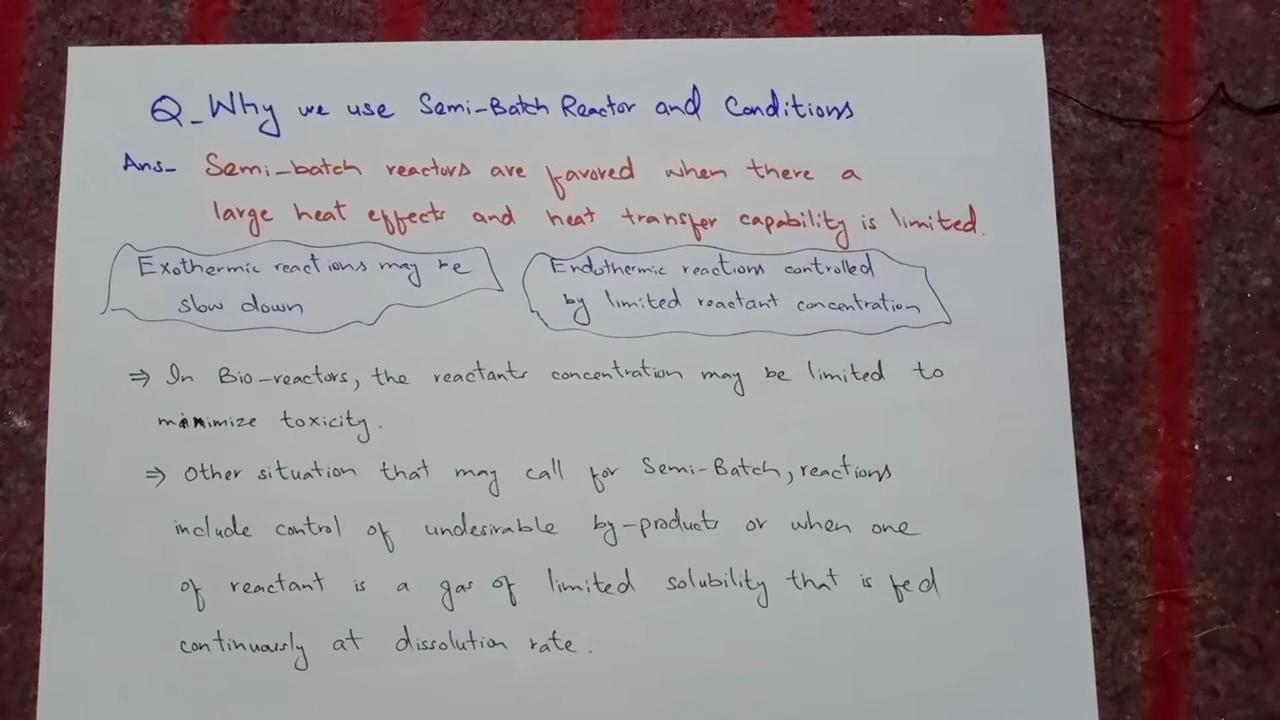 Q-Why we use Semi-Batch Reactor and Conditions
Ans- Semi-batch reactors are favored when there a
large heat effects and heat transfer capability is limited.
Exothermic reactions may be
slow down
Endothermic reactions controlled
by limited reactant concentration
⇒ In Bio-reactors, the reactants concentration may be limited to
minimize toxicity.
⇒ Other situation that may call for Semi-Batch, reactions
include control of undesirable by-products or when one
of reactant is a gas of limited solubility that is fed
continuously at dissolution rate.